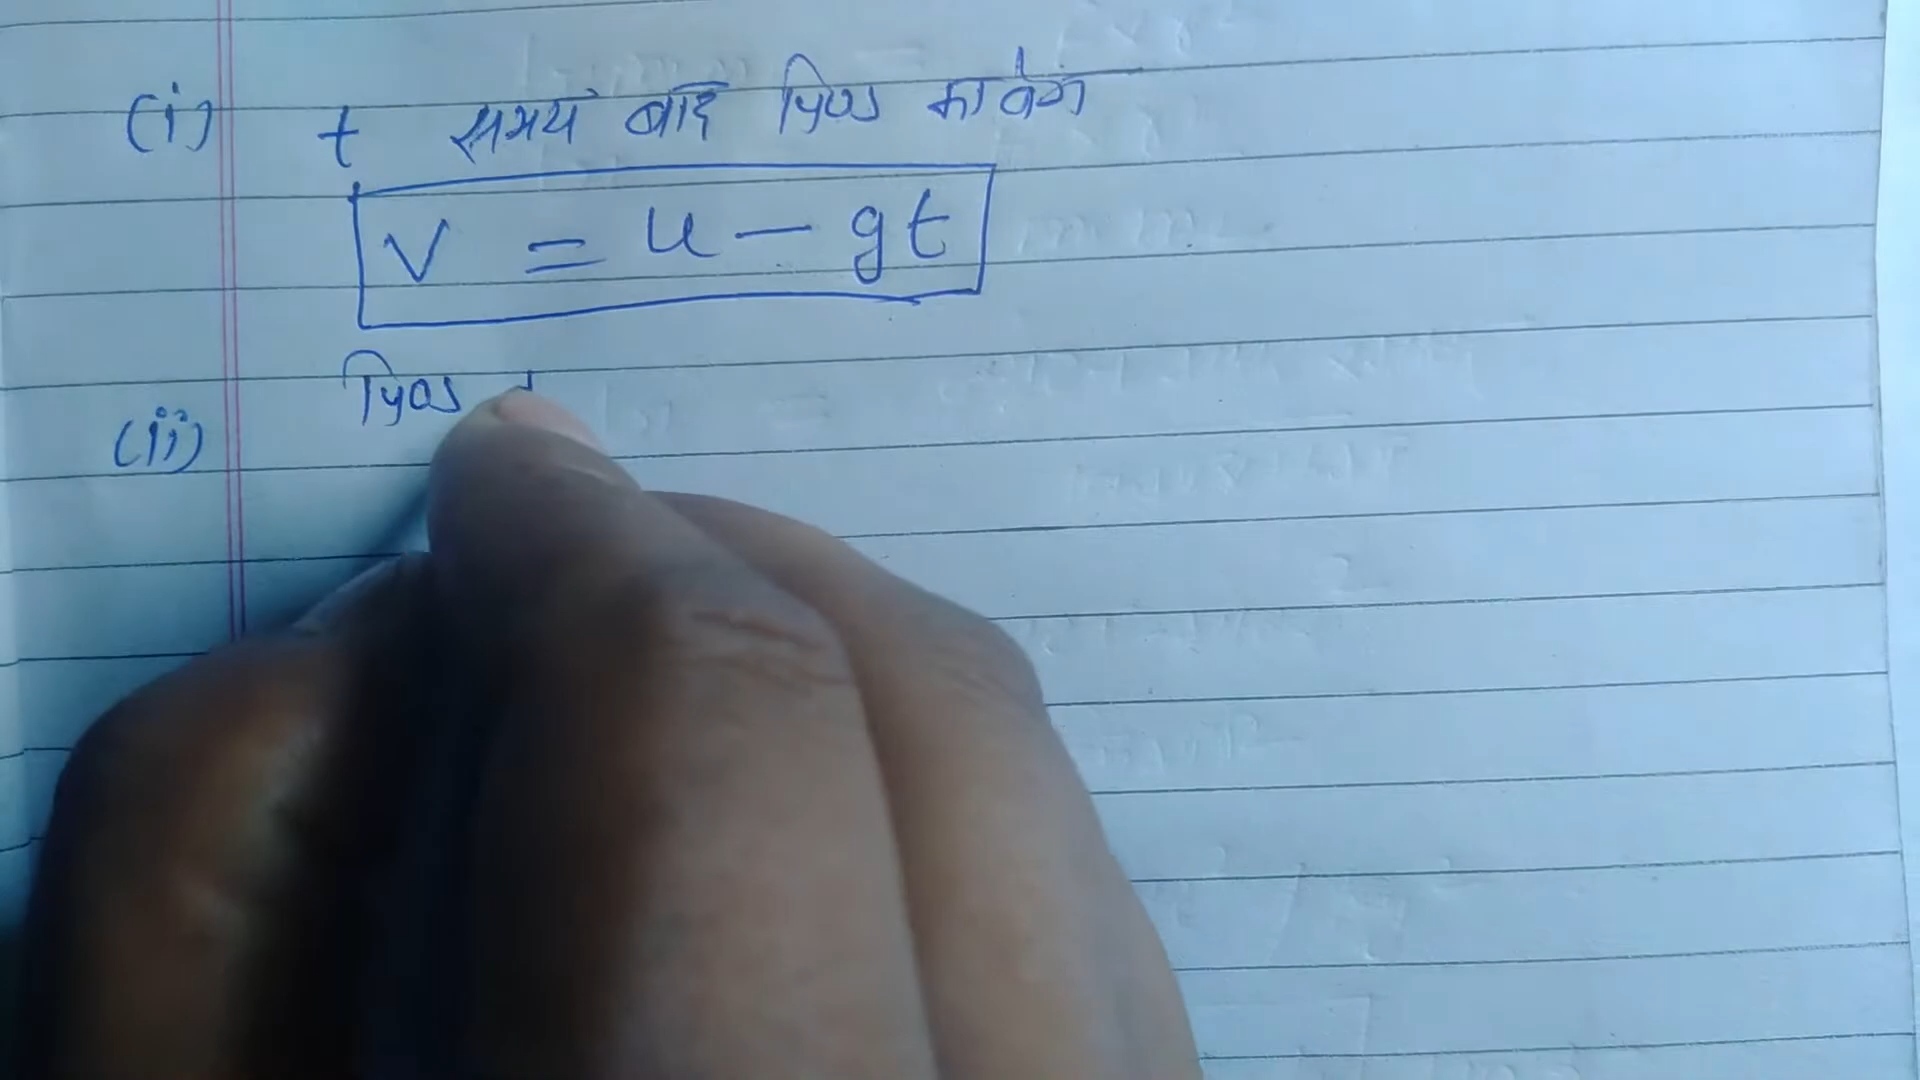 (i) t समय बाद पिण्ड का वेग
v = u - gt
(ii) पिण्ड